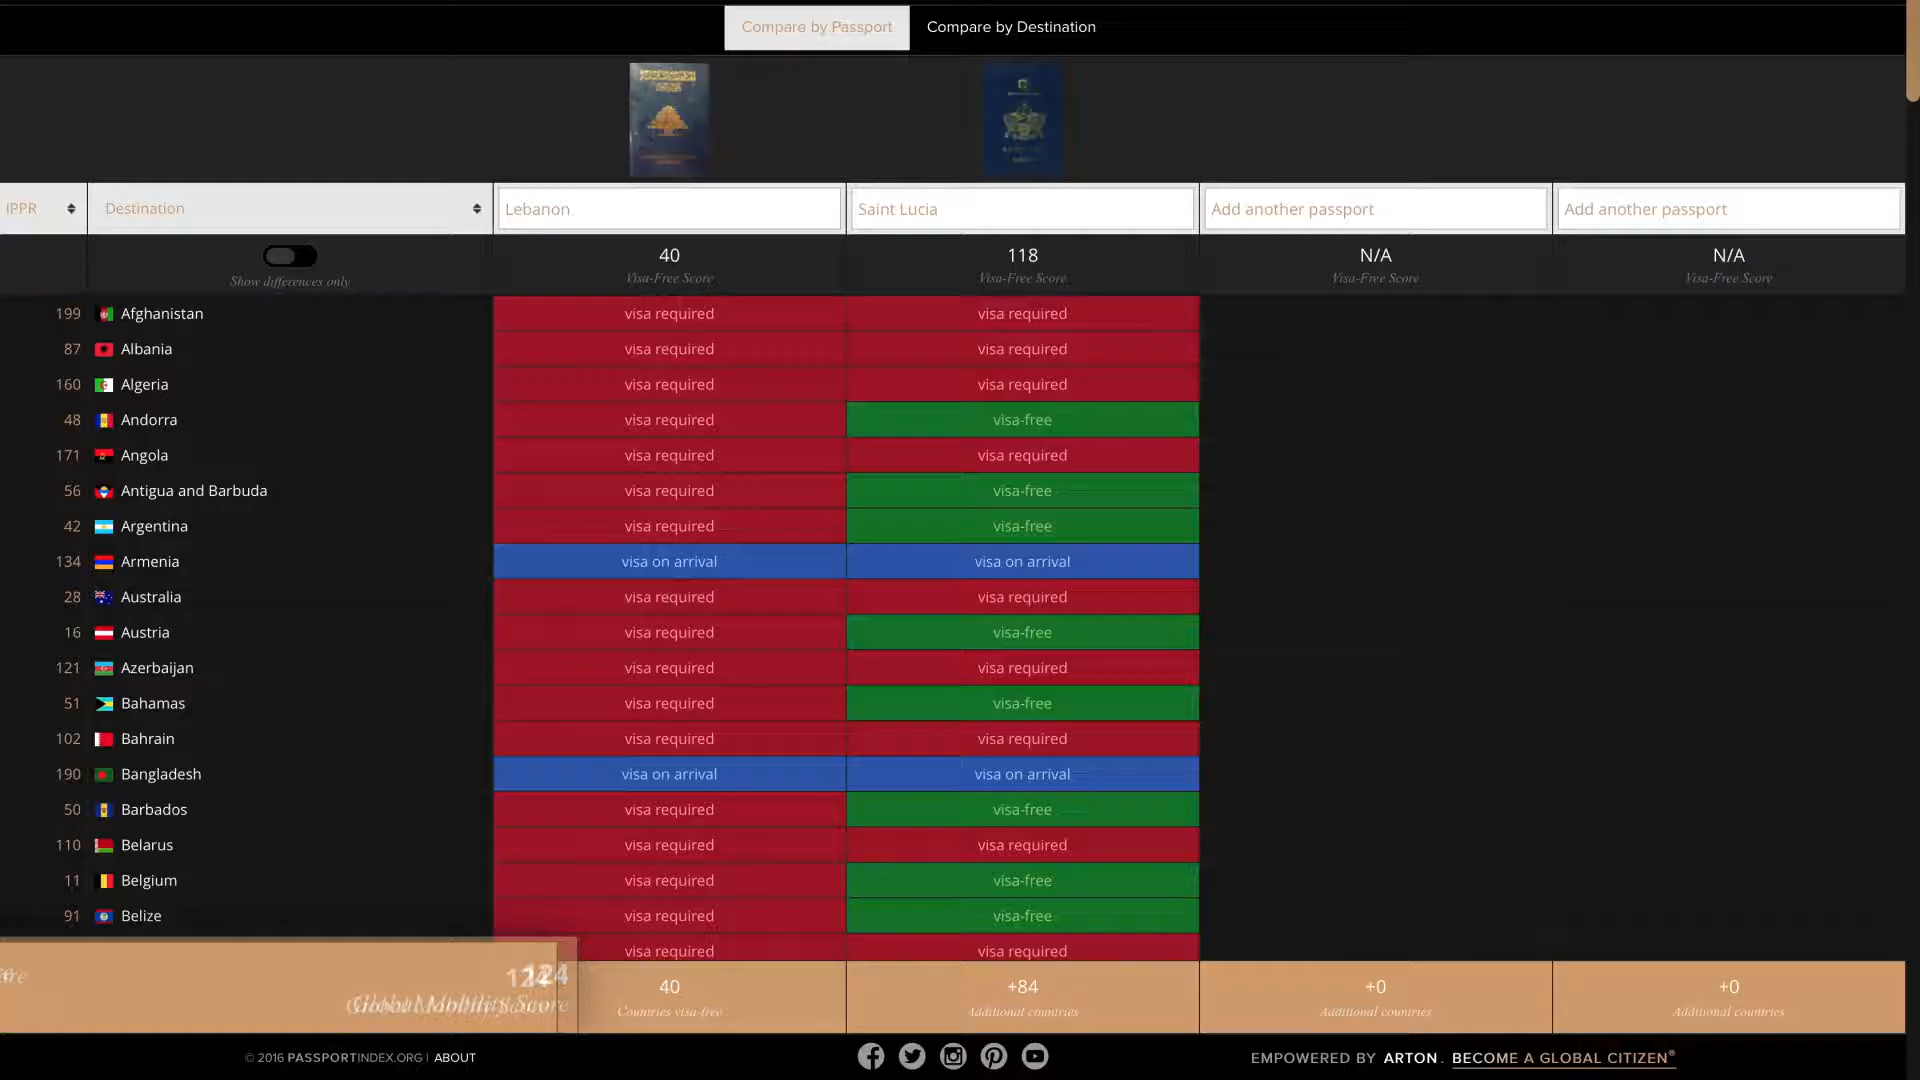 Compare by Passport Compare by Destination
IPPR Destination Lebanon Saint Lucia Add another passport Add another passport
40 118 N/A N/A
Show differences only Visa-Free Score Visa-Free Score Visa-Free Score Visa-Free Score
199 Afghanistan visa required visa required
87 Albania visa required visa required
160 Algeria visa required visa required
48 Andorra visa required visa-free
171 Angola visa required visa required
56 Antigua and Barbuda visa required visa-free
42 Argentina visa required visa-free
134 Armenia visa on arrival visa on arrival
28 Australia visa required visa required
16 Austria visa required visa-free
121 Azerbaijan visa required visa required
51 Bahamas visa required visa-free
102 Bahrain visa required visa required
190 Bangladesh visa on arrival visa on arrival
50 Barbados visa required visa-free
110 Belarus visa required visa required
11 Belgium visa required visa-free
91 Belize visa required visa-free
visa required visa required
124 40 +84 +0 +0
Global Mobility Score Countries visa-free Additional countries Additional countries Additional countries
© 2016 PASSPORTINDEX.ORG | ABOUT EMPOWERED BY ARTON. BECOME A GLOBAL CITIZEN®